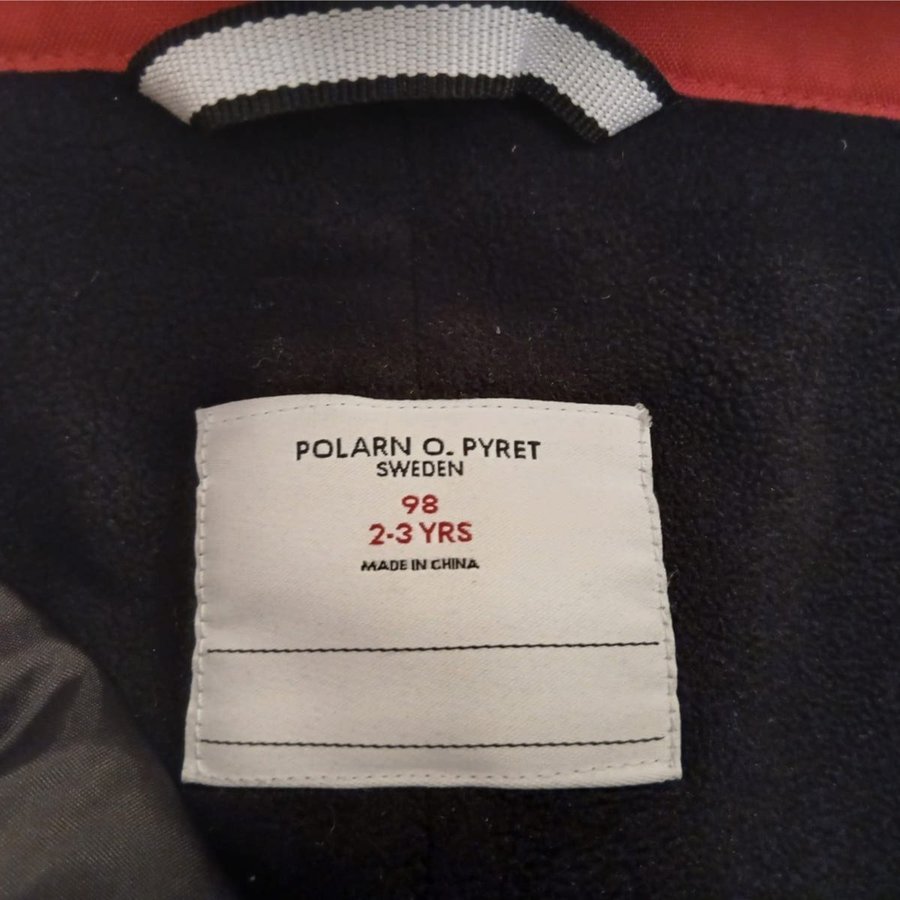 POLARN O. PYRET
SWEDEN
98
2-3 YRS
MADE IN CHINA